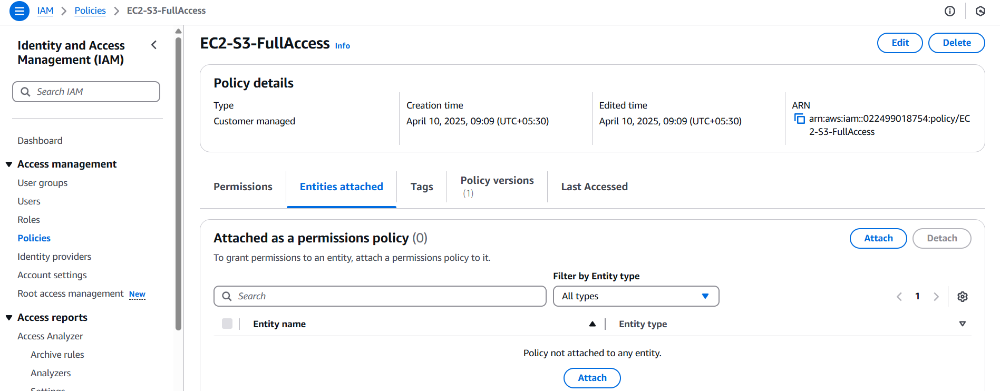 IAM > Policies > EC2-S3-FullAccess
Identity and Access
Management (IAM)
Search IAM
Dashboard
Access management
User groups
Users
Roles
Policies
Identity providers
Account settings
Root access management New
Access reports
Access Analyzer
Archive rules
Analyzers
Settings
EC2-S3-FullAccess Info
Edit
Delete
Policy details
Type
Customer managed
Creation time
April 10, 2025, 09:09 (UTC+05:30)
Edited time
April 10, 2025, 09:09 (UTC+05:30)
ARN
arn:aws:iam::022499018754:policy/EC
2-S3-FullAccess
Permissions
Entities attached
Tags
Policy versions
(1)
Last Accessed
Attached as a permissions policy (0)
Attach
Detach
To grant permissions to an entity, attach a permissions policy to it.
Filter by Entity type
Search
All types
1
Entity name
Entity type
Policy not attached to any entity.
Attach